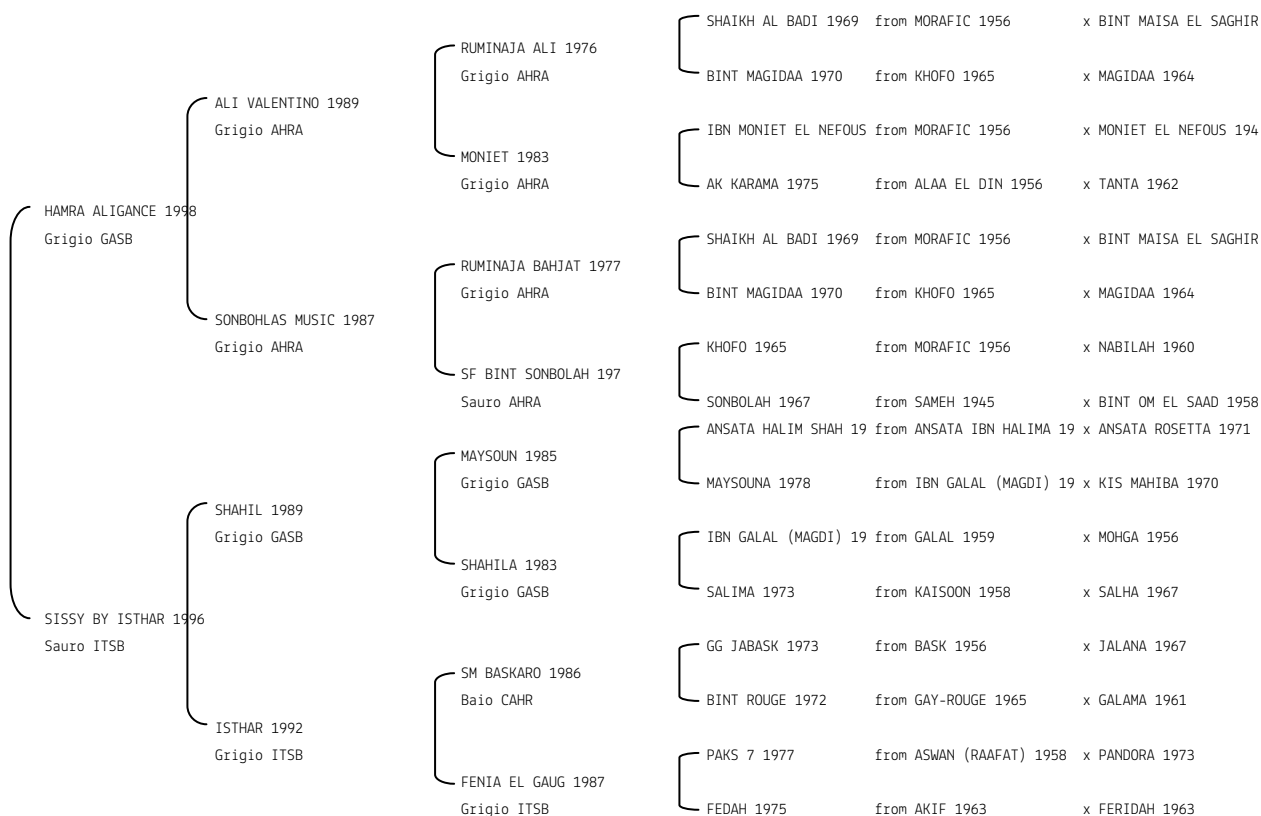 SHAIKH AL BADI 1969 from MORAFIC 1956 x BINT MAISA EL SAGHIR
RUMINAJA ALI 1976
Grigio AHRA
BINT MAGIDAA 1970 from KHOFO 1965 x MAGIDAA 1964
ALI VALENTINO 1989
Grigio AHRA
IBN MONIET EL NEFOUS from MORAFIC 1956 x MONIET EL NEFOUS 194
MONIET 1983
Grigio AHRA
AK KARAMA 1975 from ALAA EL DIN 1956 x TANTA 1962
HAMRA ALIGANCE 1998
Grigio GASB
SHAIKH AL BADI 1969 from MORAFIC 1956 x BINT MAISA EL SAGHIR
RUMINAJA BAHJAT 1977
Grigio AHRA
BINT MAGIDAA 1970 from KHOFO 1965 x MAGIDAA 1964
SONBOHLAS MUSIC 1987
Grigio AHRA
KHOFO 1965 from MORAFIC 1956 x NABILAH 1960
SF BINT SONBOLAH 197
Sauro AHRA
SONBOLAH 1967 from SAMEH 1945 x BINT OM EL SAAD 1958
ANSATA HALIM SHAH 19 from ANSATA IBN HALIMA 19 x ANSATA ROSETTA 1971
MAYSOUN 1985
Grigio GASB
MAYSOUNA 1978 from IBN GALAL (MAGDI) 19 x KIS MAHIBA 1970
SHAHIL 1989
Grigio GASB
IBN GALAL (MAGDI) 19 from GALAL 1959 x MOHGA 1956
SHAHILA 1983
Grigio GASB
SALIMA 1973 from KAISOON 1958 x SALHA 1967
SISSY BY ISTHAR 1996
Sauro ITSB
GG JABASK 1973 from BASK 1956 x JALANA 1967
SM BASKARO 1986
Baio CAHR
BINT ROUGE 1972 from GAY-ROUGE 1965 x GALAMA 1961
ISTHAR 1992
Grigio ITSB
PAKS 7 1977 from ASWAN (RAAFAT) 1958 x PANDORA 1973
FENIA EL GAUG 1987
Grigio ITSB
FEDAH 1975 from AKIF 1963 x FERIDAH 1963